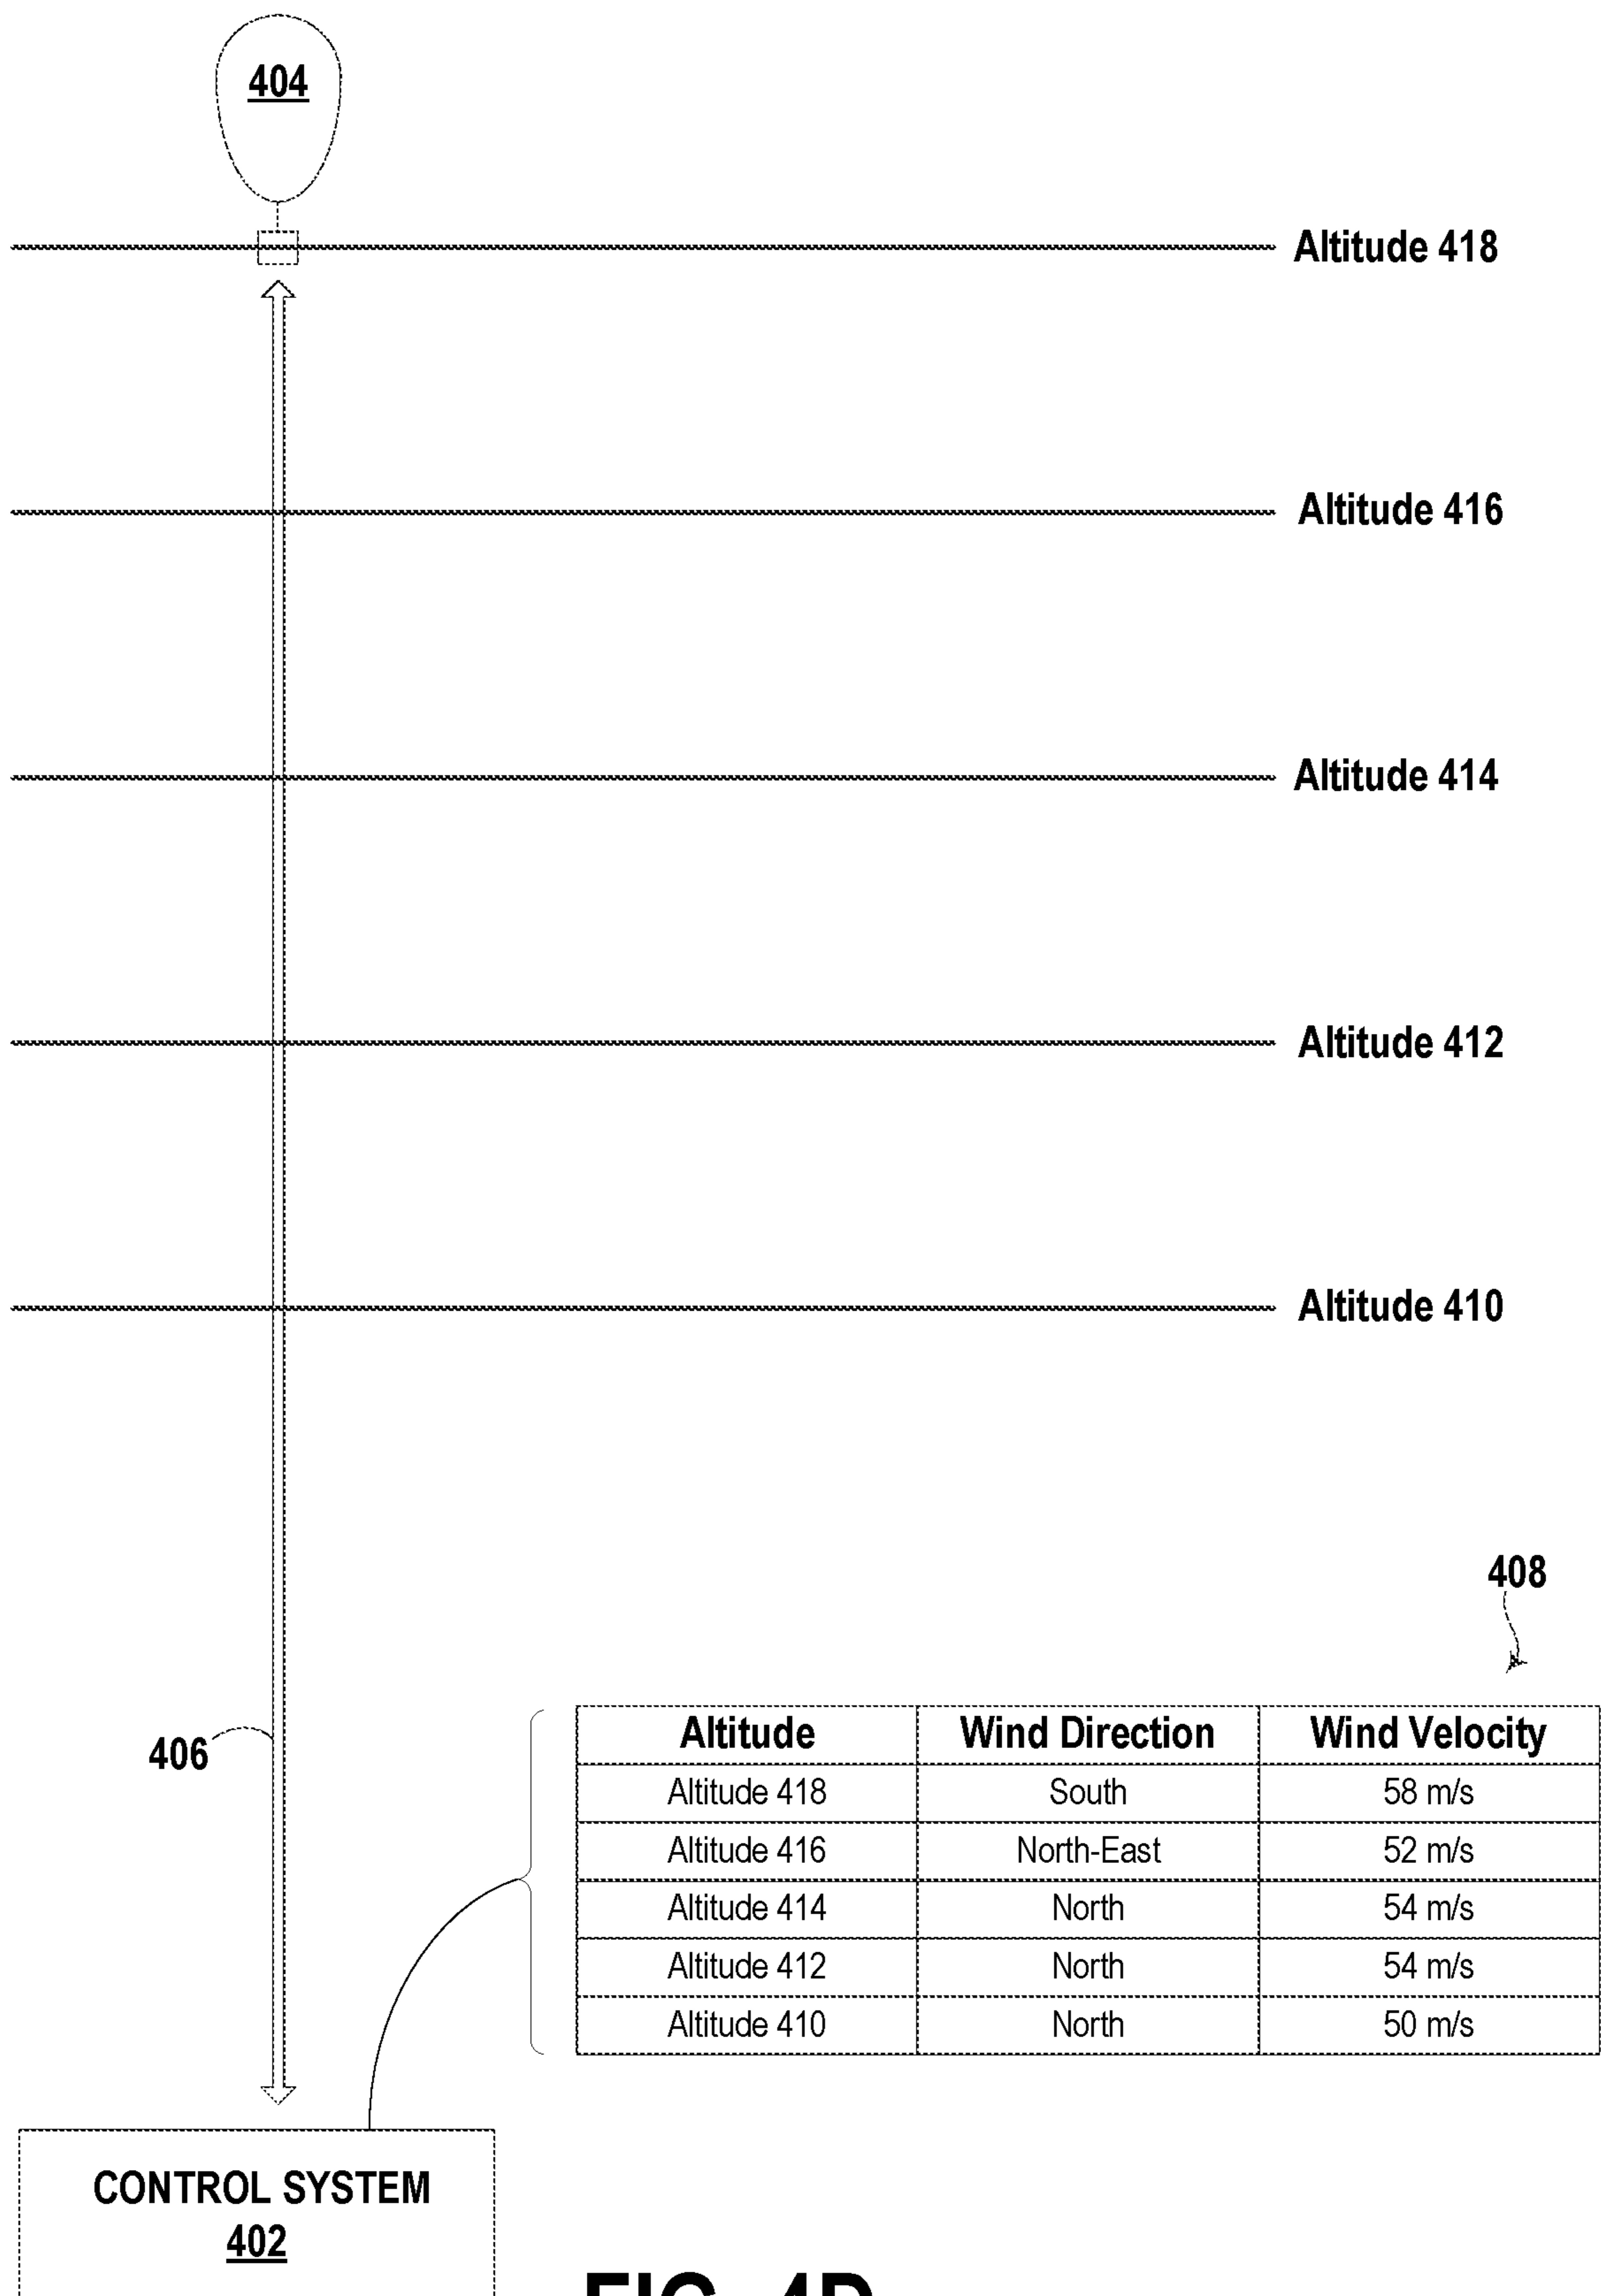 404
Altitude 418
Altitude 416
Altitude 414
Altitude 412
Altitude 410
408
406
Altitude Wind Direction Wind Velocity
Altitude 418 South 58 m/s
Altitude 416 North-East 52 m/s
Altitude 414 North 54 m/s
Altitude 412 North 54 m/s
Altitude 410 North 50 m/s
CONTROL SYSTEM
402
FIG. 4D